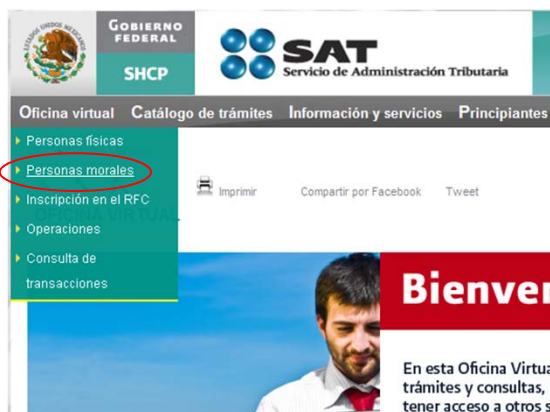 GOBIERNO
FEDERAL
SHCP
SAT
Servicio de Administración Tributaria
Oficina virtual Catálogo de trámites Información y servicios Principiantes
Personas físicas
Personas morales
Inscripción en el RFC
OFICINA VIRTUAL
Operaciones
Consulta de
transacciones
Imprimir Compartir por Facebook Tweet
Bienve
En esta Oficina Virtua
trámites y consultas,
tener acceso a otros s